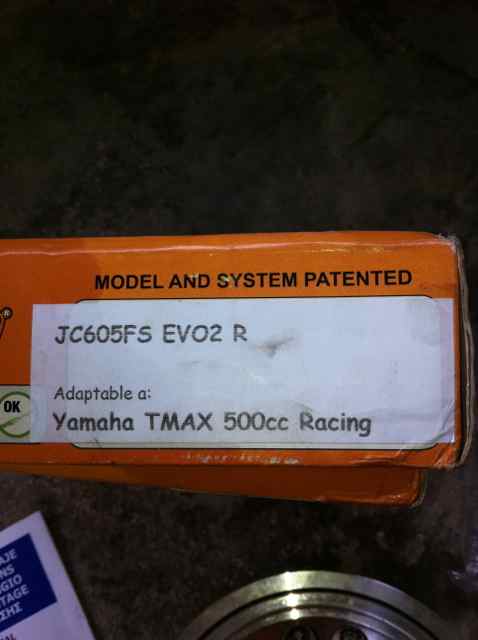 MODEL AND SYSTEM PATENTED
®
JC605FS EVO2 R
Adaptable a:
OK
Yamaha TMAX 500cc Racing